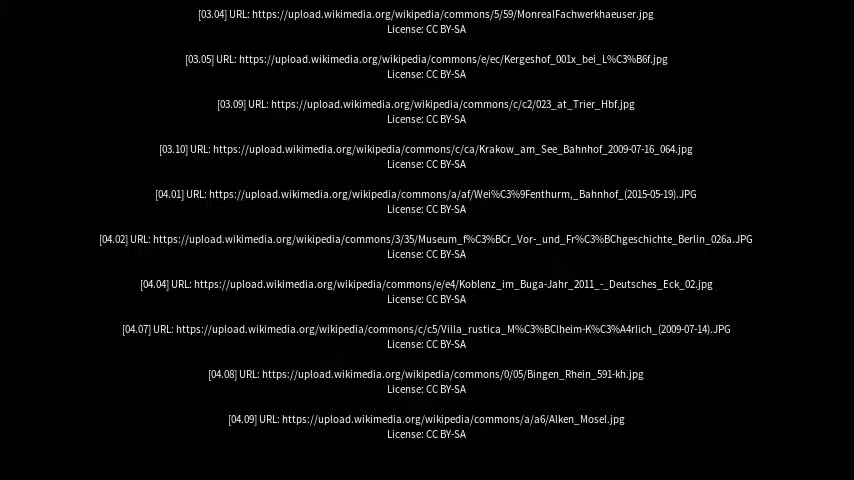 [03.04] URL: https://upload.wikimedia.org/wikipedia/commons/5/59/MonrealFachwerkhaeuser.jpg
License: CC BY-SA
[03.05] URL: https://upload.wikimedia.org/wikipedia/commons/e/ec/Kergeshof_001x_bei_L%C3%B6f.jpg
License: CC BY-SA
[03.09] URL: https://upload.wikimedia.org/wikipedia/commons/c/c2/023_at_Trier_Hbf.jpg
License: CC BY-SA
[03.10] URL: https://upload.wikimedia.org/wikipedia/commons/c/ca/Krakow_am_See_Bahnhof_2009-07-16_064.jpg
License: CC BY-SA
[04.01] URL: https://upload.wikimedia.org/wikipedia/commons/a/af/Wei%C3%9Fenthurm,_Bahnhof_(2015-05-19).JPG
License: CC BY-SA
[04.02] URL: https://upload.wikimedia.org/wikipedia/commons/3/35/Museum_f%C3%BCr_Vor-_und_Fr%C3%BChgeschichte_Berlin_026a.JPG
License: CC BY-SA
[04.04] URL: https://upload.wikimedia.org/wikipedia/commons/e/e4/Koblenz_im_Buga-Jahr_2011_-_Deutsches_Eck_02.jpg
License: CC BY-SA
[04.07] URL: https://upload.wikimedia.org/wikipedia/commons/c/c5/Villa_rustica_M%C3%BClheim-K%C3%A4rlich_(2009-07-14).JPG
License: CC BY-SA
[04.08] URL: https://upload.wikimedia.org/wikipedia/commons/0/05/Bingen_Rhein_591-kh.jpg
License: CC BY-SA
[04.09] URL: https://upload.wikimedia.org/wikipedia/commons/a/a6/Alken_Mosel.jpg
License: CC BY-SA